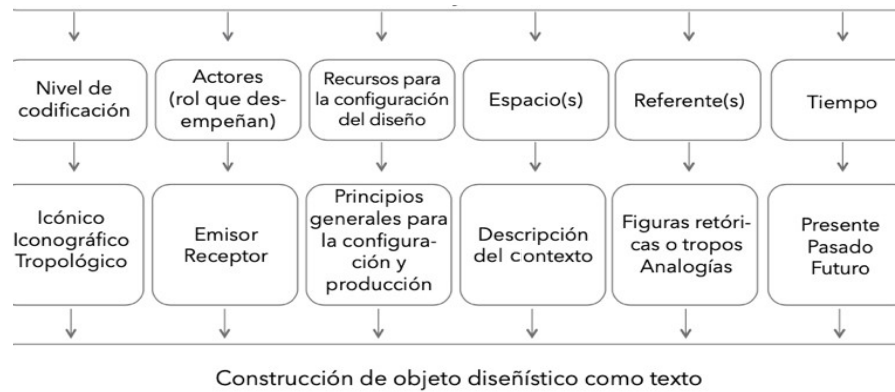 Nivel de
codificación
Actores
(rol que des-
empeñan)
Recursos para
la configuración
del diseño
Espacio(s)
Referente(s)
Tiempo
Icónico
Iconográfico
Tropológico
Emisor
Receptor
Principios
generales para
la configura-
ción y
producción
Descripción
del contexto
Figuras retóri-
cas o tropos
Analogías
Presente
Pasado
Futuro
Construcción de objeto diseñístico como texto